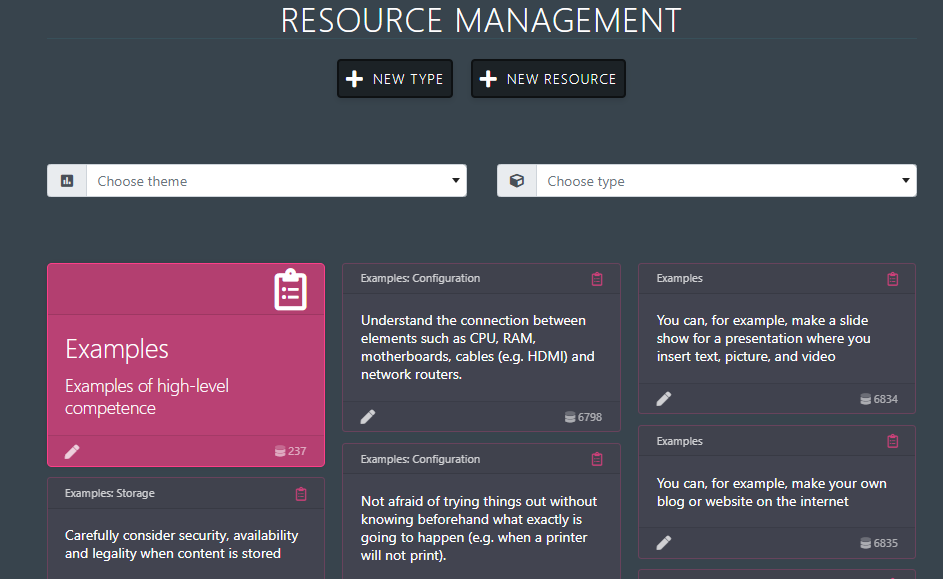 RESOURCE MANAGEMENT
NEW TYPE
NEW RESOURCE
Choose theme
Choose type
Examples
Examples of high-level
competence
237
Examples: Storage
Carefully consider security, availability
and legality when content is stored
Examples: Configuration
Understand the connection between
elements such as CPU, RAM,
motherboards, cables (e.g. HDMI) and
network routers.
6798
Examples: Configuration
Not afraid of trying things out without
knowing beforehand what exactly is
going to happen (e.g. when a printer
will not print).
Examples
You can, for example, make a slide
show for a presentation where you
insert text, picture, and video
6834
Examples
You can, for example, make your own
blog or website on the internet
6835